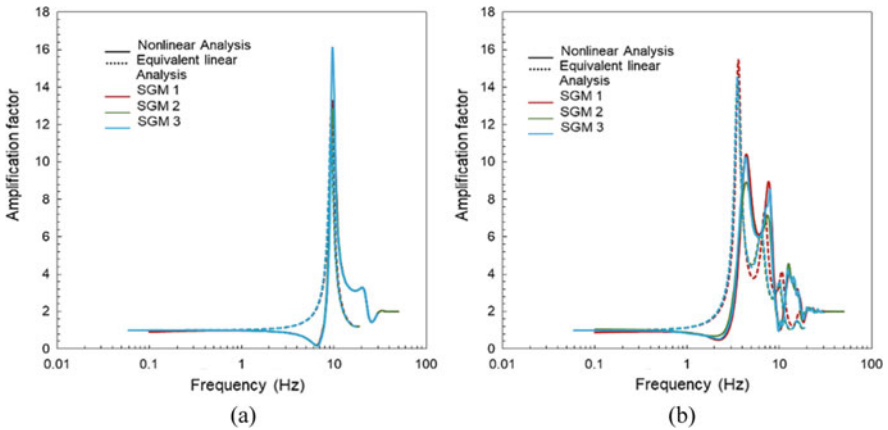 18
16
14
12
10
8
6
4
2
0
Amplification factor
Nonlinear Analysis
Equivalent linear
Analysis
SGM 1
SGM 2
SGM 3
0.01 0.1 1 10 100
Frequency (Hz)
(a)
18
16
14
12
10
8
6
4
2
0
Amplification factor
Nonlinear Analysis
Equivalent linear
Analysis
SGM 1
SGM 2
SGM 3
0.01 0.1 1 10 100
Frequency (Hz)
(b)